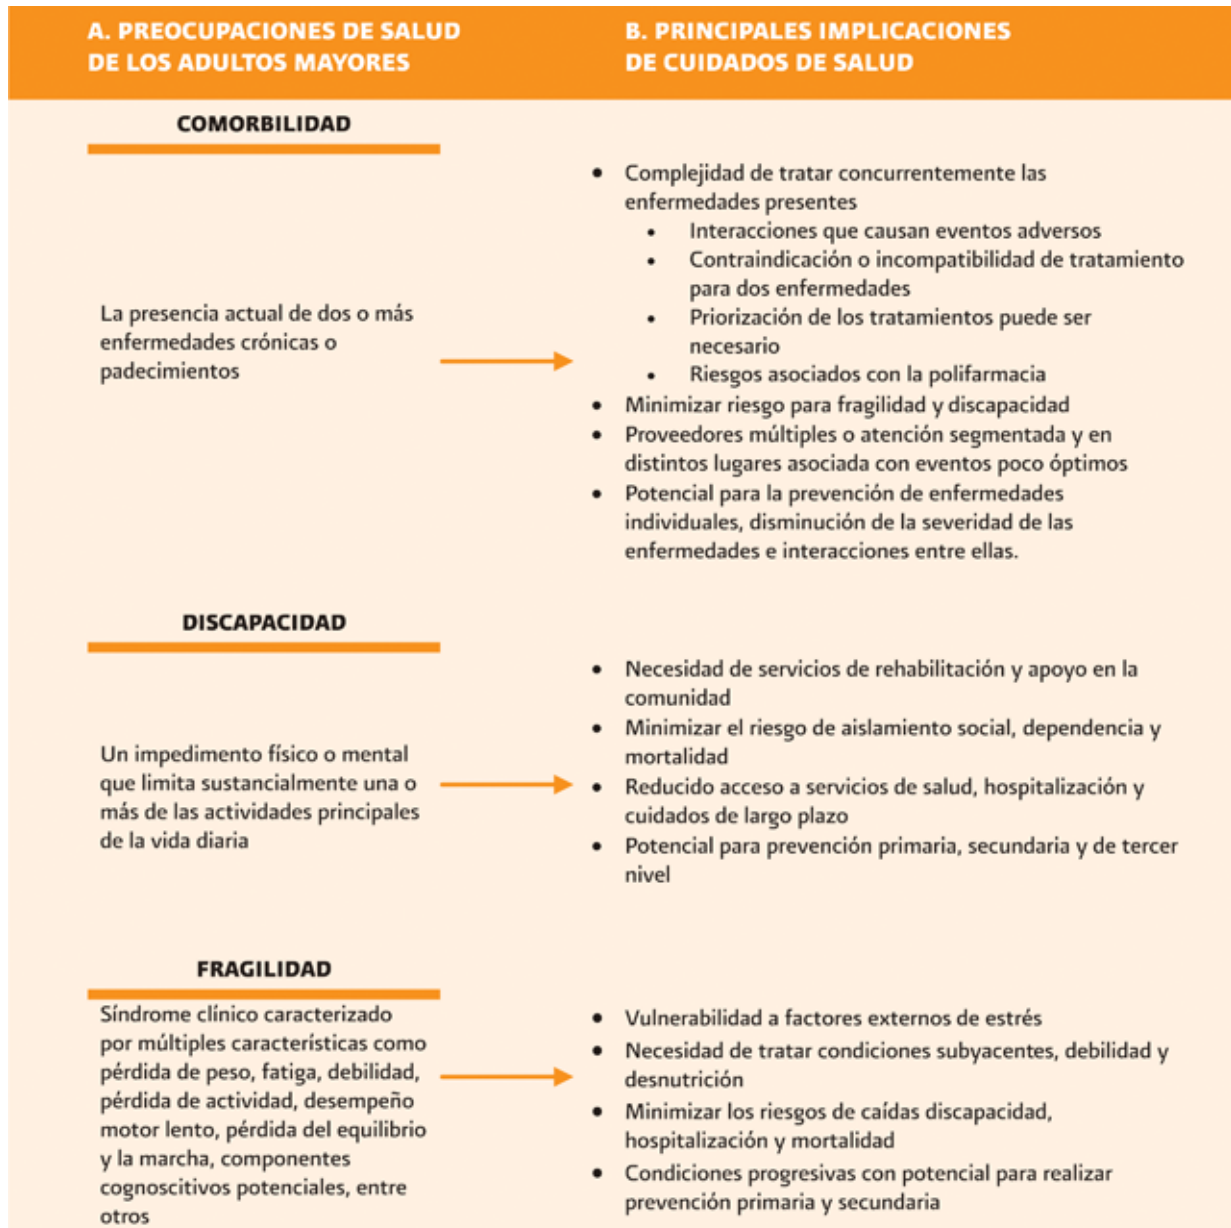 A. PREOCUPACIONES DE SALUD
DE LOS ADULTOS MAYORES
B. PRINCIPALES IMPLICACIONES
DE CUIDADOS DE SALUD
COMORBILIDAD
La presencia actual de dos o más
enfermedades crónicas o
padecimientos
• Complejidad de tratar concurrentemente las
enfermedades presentes
• Interacciones que causan eventos adversos
• Contraindicación o incompatibilidad de tratamiento
para dos enfermedades
• Priorización de los tratamientos puede ser
necesario
• Riesgos asociados con la polifarmacia
• Minimizar riesgo para fragilidad y discapacidad
• Proveedores múltiples o atención segmentada y en
distintos lugares asociada con eventos poco óptimos
• Potencial para la prevención de enfermedades
individuales, disminución de la severidad de las
enfermedades e interacciones entre ellas.
DISCAPACIDAD
Un impedimento físico o mental
que limita sustancialmente una o
más de las actividades principales
de la vida diaria
• Necesidad de servicios de rehabilitación y apoyo en la
comunidad
• Minimizar el riesgo de aislamiento social, dependencia y
mortalidad
• Reducido acceso a servicios de salud, hospitalización y
cuidados de largo plazo
• Potencial para prevención primaria, secundaria y de tercer
nivel
FRAGILIDAD
Síndrome clínico caracterizado
por múltiples características como
pérdida de peso, fatiga, debilidad,
pérdida de actividad, desempeño
motor lento, pérdida del equilibrio
y la marcha, componentes
cognoscitivos potenciales, entre
otros
• Vulnerabilidad a factores externos de estrés
• Necesidad de tratar condiciones subyacentes, debilidad y
desnutrición
• Minimizar los riesgos de caídas discapacidad,
hospitalización y mortalidad
• Condiciones progresivas con potencial para realizar
prevención primaria y secundaria